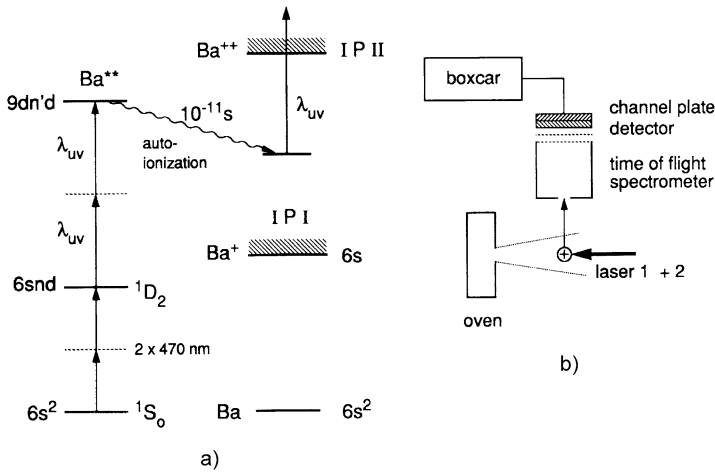 Ba⁺⁺
I P II
Ba**
9dn'd
10⁻¹¹s
λuv
λuv
auto-
ionization
λuv
I P I
Ba⁺
6s
6snd
¹D₂
2 x 470 nm
6s²
¹S₀
Ba
6s²
a)
boxcar
channel plate
detector
time of flight
spectrometer
laser 1 + 2
oven
b)